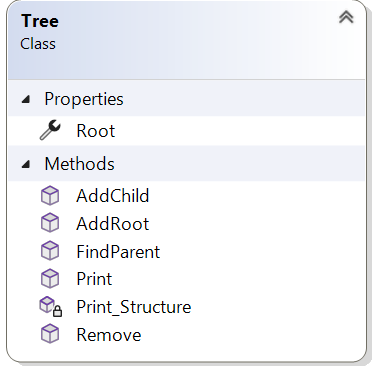 Tree
Class
Properties
Root
Methods
AddChild
AddRoot
FindParent
Print
Print_Structure
Remove